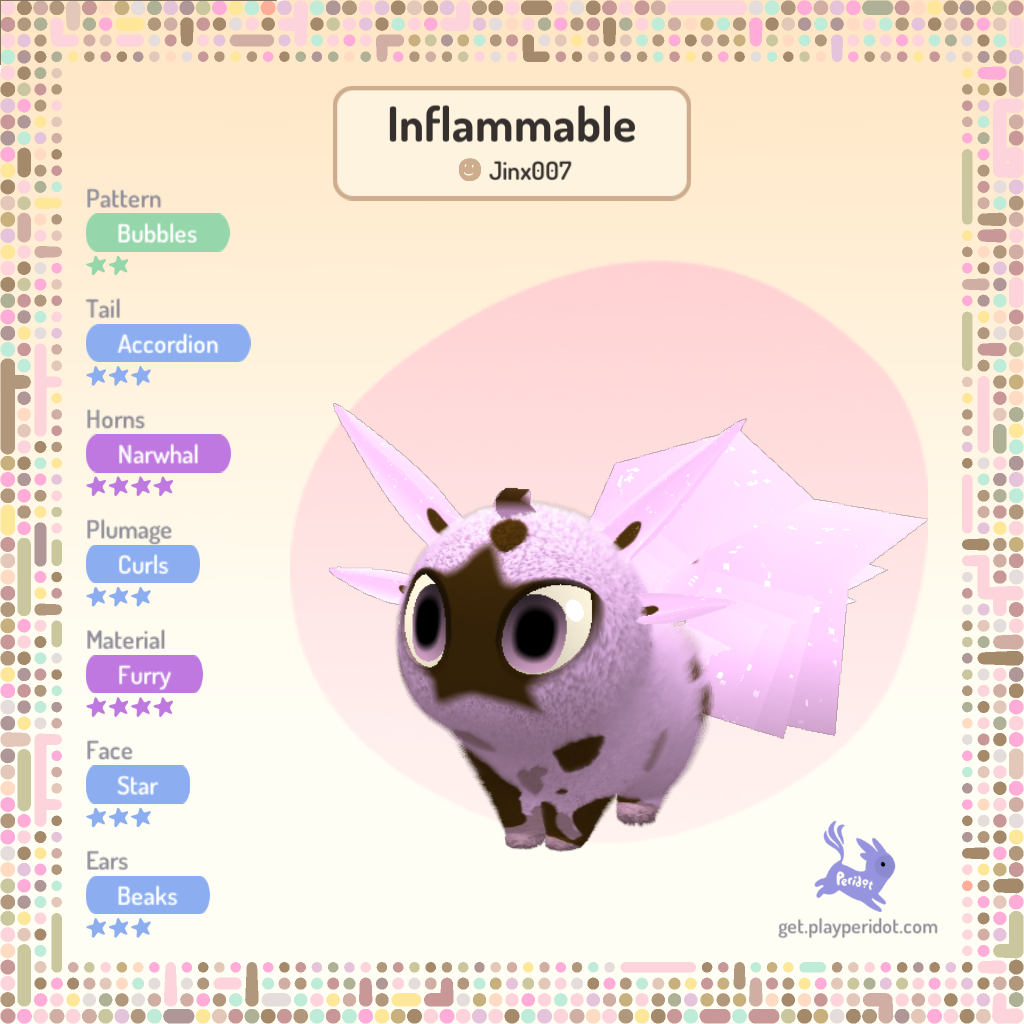 Inflammable
Jinx007
Pattern
Bubbles
Tail
Accordion
Horns
Narwhal
Plumage
Curls
Material
Furry
Face
Star
Ears
Beaks
Peridot
get.playperidot.com